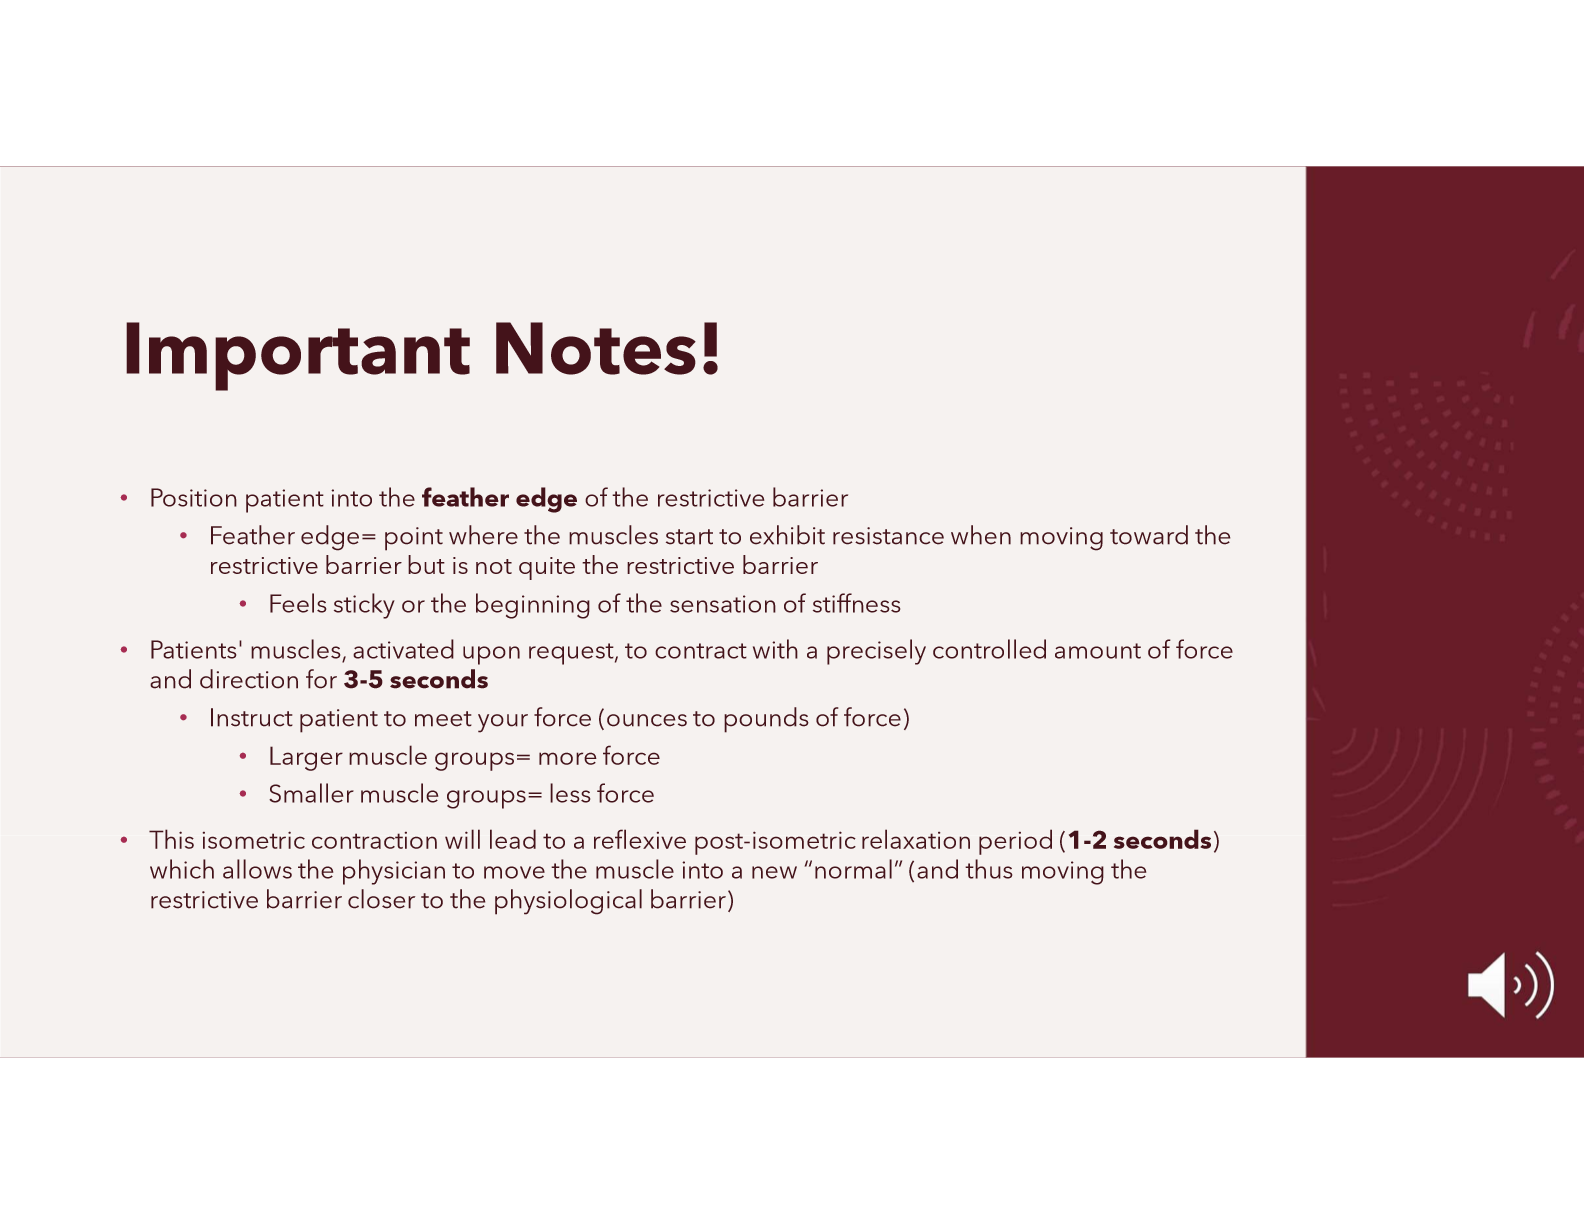 Important Notes!
• Position patient into the feather edge of the restrictive barrier
• Feather edge= point where the muscles start to exhibit resistance when moving toward the
restrictive barrier but is not quite the restrictive barrier
• Feels sticky or the beginning of the sensation of stiffness
• Patients' muscles, activated upon request, to contract with a precisely controlled amount of force
and direction for 3-5 seconds
• Instruct patient to meet your force (ounces to pounds of force)
• Larger muscle groups= more force
• Smaller muscle groups= less force
• This isometric contraction will lead to a reflexive post-isometric relaxation period (1-2 seconds)
which allows the physician to move the muscle into a new “normal” (and thus moving the
restrictive barrier closer to the physiological barrier)